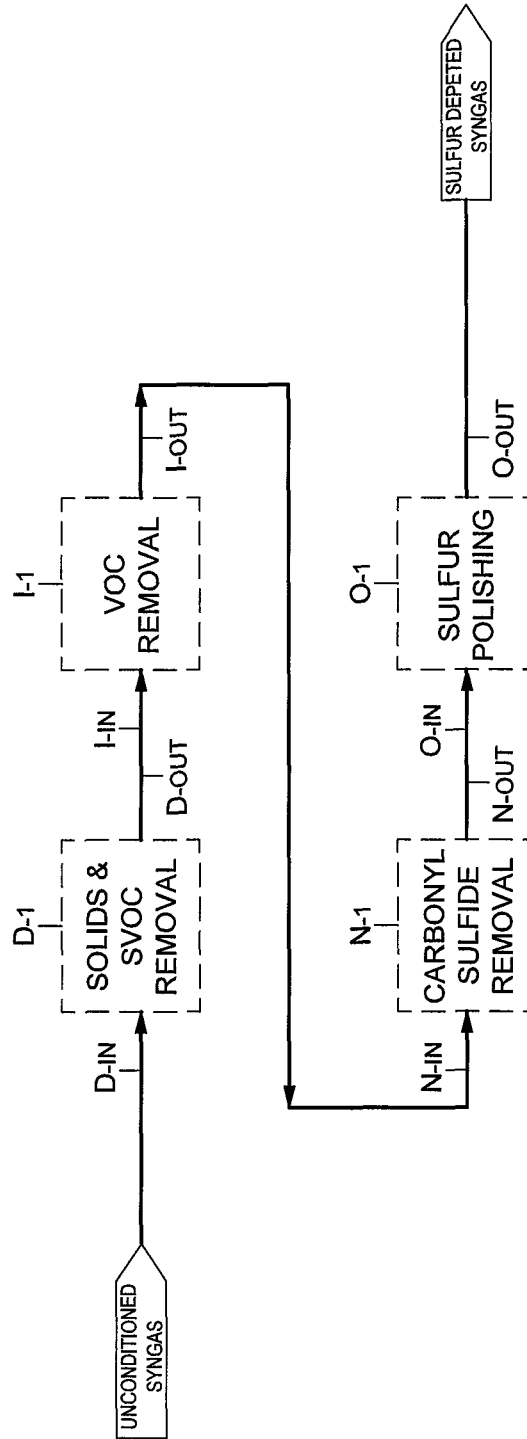 UNCONDITIONED
SYNGAS
D-IN
D-1
SOLIDS &
SVOC
REMOVAL
D-OUT
I-IN
I-1
VOC
REMOVAL
I-OUT
N-IN
N-1
CARBONYL
SULFIDE
REMOVAL
N-OUT
O-IN
O-1
SULFUR
POLISHING
O-OUT
SULFUR DEPETED
SYNGAS